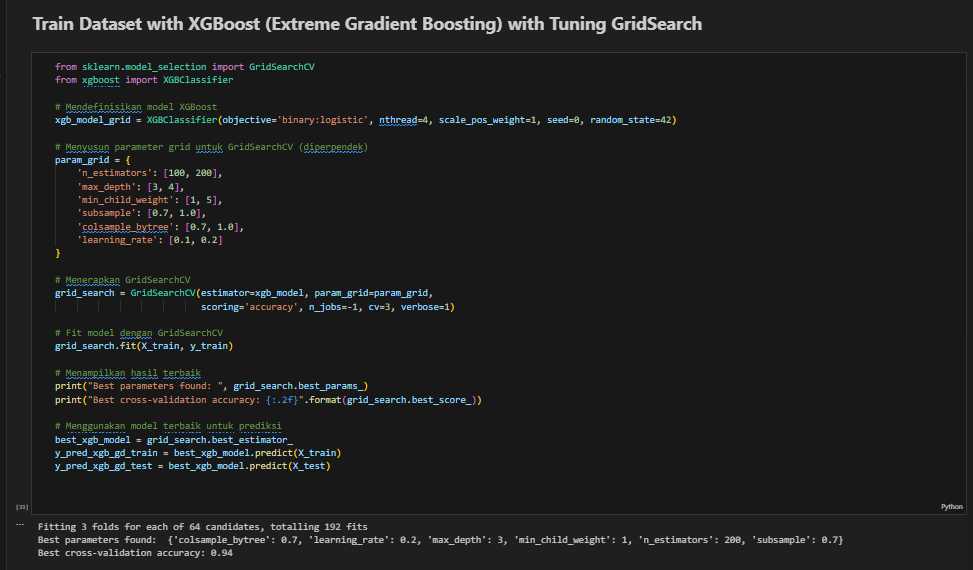 Train Dataset with XGBoost (Extreme Gradient Boosting) with Tuning GridSearch
from sklearn.model_selection import GridSearchCV
from xgboost import XGBClassifier
# Mendefinisikan model XGBoost
xgb_model_grid = XGBClassifier(objective='binary:logistic', nthread=4, scale_pos_weight=1, seed=0, random_state=42)
# Menyusun parameter grid untuk GridSearchCV (diperpendek)
param_grid = {
    'n_estimators': [100, 200],
    'max_depth': [3, 4],
    'min_child_weight': [1, 5],
    'subsample': [0.7, 1.0],
    'colsample_bytree': [0.7, 1.0],
    'learning_rate': [0.1, 0.2]
}
# Menerapkan GridSearchCV
grid_search = GridSearchCV(estimator=xgb_model, param_grid=param_grid,
                           scoring='accuracy', n_jobs=-1, cv=3, verbose=1)
# Fit model dengan GridSearchCV
grid_search.fit(X_train, y_train)
# Menampilkan hasil terbaik
print("Best parameters found: ", grid_search.best_params_)
print("Best cross-validation accuracy: {:.2f}".format(grid_search.best_score_))
# Menggunakan model terbaik untuk prediksi
best_xgb_model = grid_search.best_estimator_
y_pred_xgb_gd_train = best_xgb_model.predict(X_train)
y_pred_xgb_gd_test = best_xgb_model.predict(X_test)
[33] Python
... Fitting 3 folds for each of 64 candidates, totalling 192 fits
Best parameters found:  {'colsample_bytree': 0.7, 'learning_rate': 0.2, 'max_depth': 3, 'min_child_weight': 1, 'n_estimators': 200, 'subsample': 0.7}
Best cross-validation accuracy: 0.94